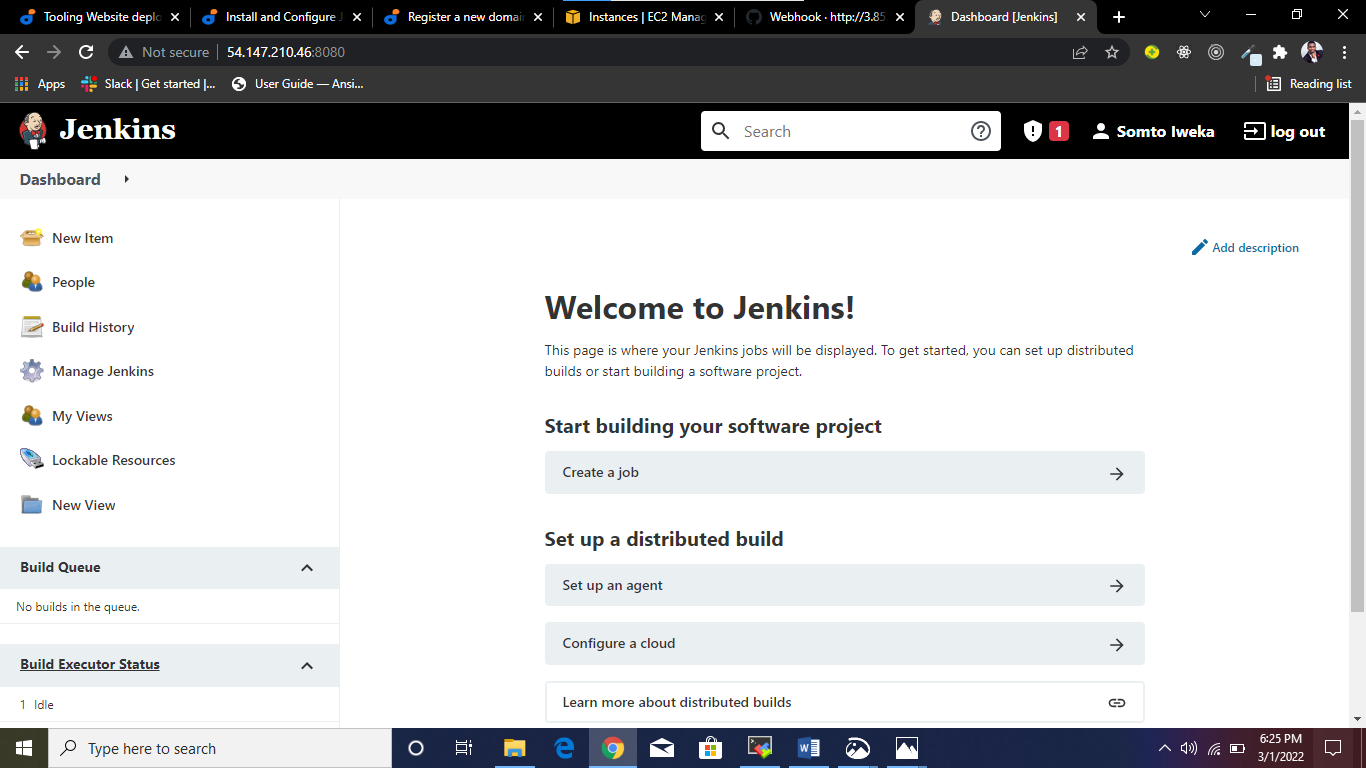 Tooling Website deplo
Install and Configure J
Register a new domain
Instances | EC2 Manag
Webhook · http://3.85
Dashboard [Jenkins]
Not secure
54.147.210.46:8080
Apps
Slack | Get started |...
User Guide — Ansi...
Reading list
Jenkins
Search
1
Somto Iweka
log out
Dashboard
New Item
People
Build History
Manage Jenkins
My Views
Lockable Resources
New View
Build Queue
No builds in the queue.
Build Executor Status
1 Idle
Add description
Welcome to Jenkins!
This page is where your Jenkins jobs will be displayed. To get started, you can set up distributed
builds or start building a software project.
Start building your software project
Create a job
Set up a distributed build
Set up an agent
Configure a cloud
Learn more about distributed builds
Type here to search
6:25 PM
3/1/2022